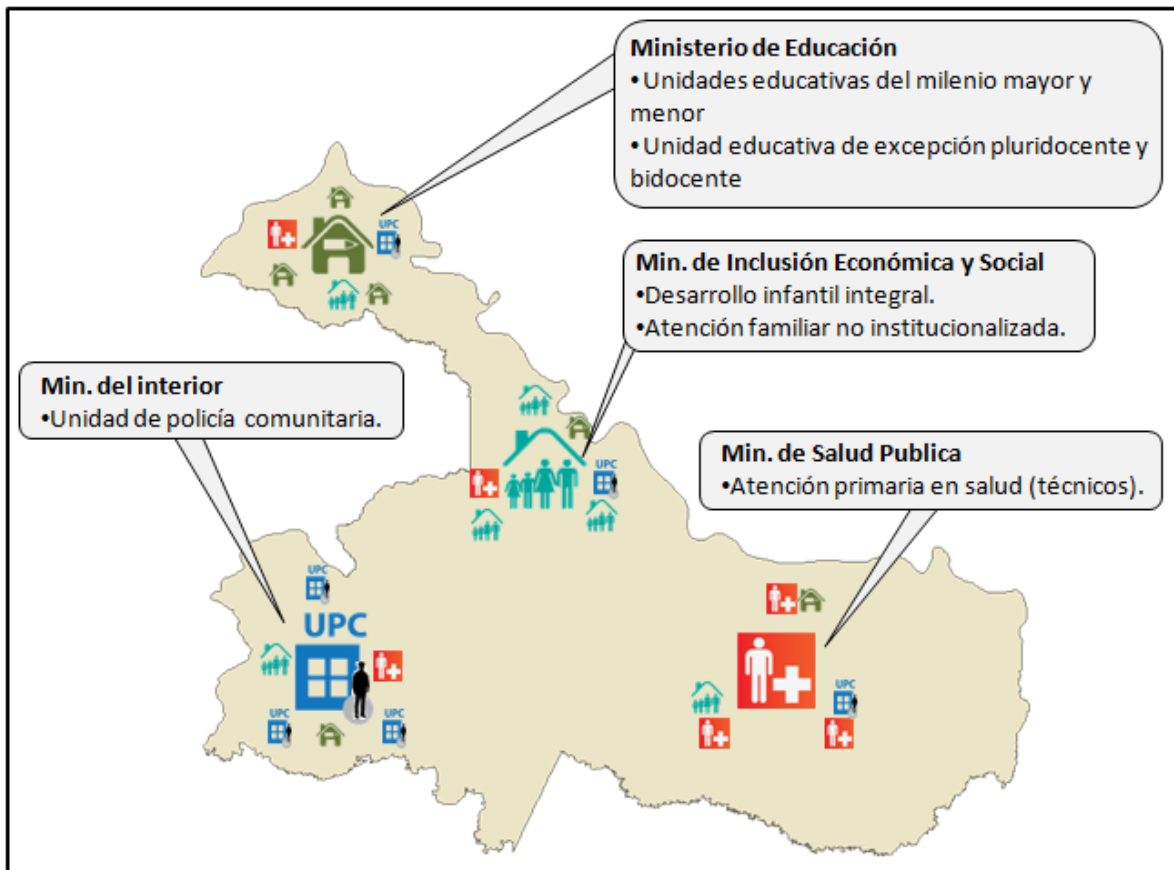 Ministerio de Educación
•Unidades educativas del milenio mayor y
menor
•Unidad educativa de excepción pluridocente y
bidocente
UPC
Min. de Inclusión Económica y Social
•Desarrollo infantil integral.
•Atención familiar no institucionalizada.
Min. del interior
•Unidad de policía comunitaria.
Min. de Salud Publica
•Atención primaria en salud (técnicos).
UPC
UPC
UPC
UPC
UPC
UPC